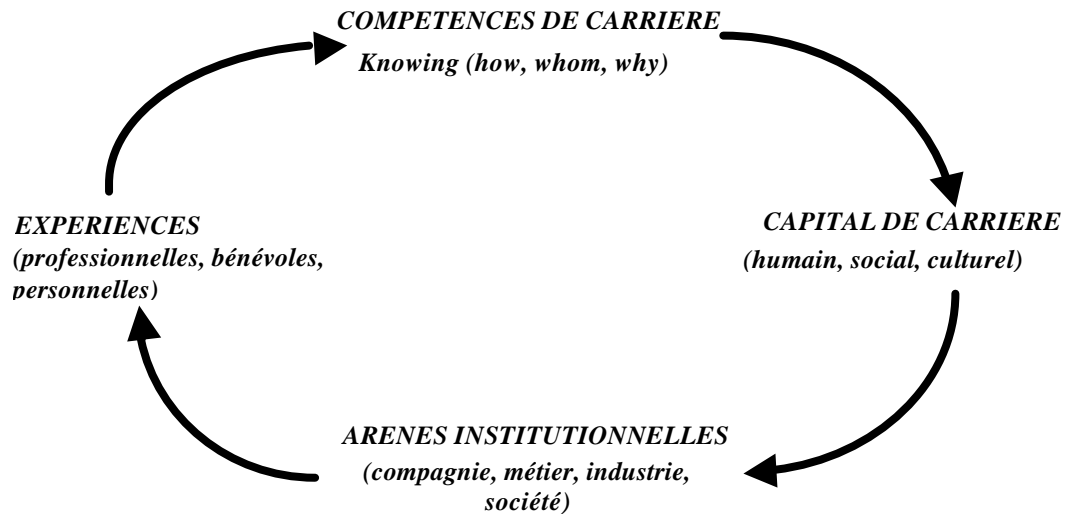 COMPETENCES DE CARRIERE
Knowing (how, whom, why)
EXPERIENCES
(professionnelles, bénévoles,
personnelles)
CAPITAL DE CARRIERE
(humain, social, culturel)
ARENES INSTITUTIONNELLES
(compagnie, métier, industrie,
société)